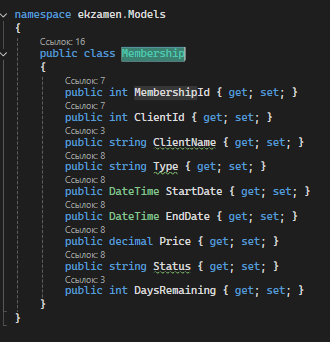 namespace ekzamen.Models
{
Ссылок: 16
public class Membership
{
Ссылок: 7
public int MembershipId { get; set; }
Ссылок: 7
public int ClientId { get; set; }
Ссылок: 3
public string ClientName { get; set; }
Ссылок: 8
public string Type { get; set; }
Ссылок: 8
public DateTime StartDate { get; set; }
Ссылок: 8
public DateTime EndDate { get; set; }
Ссылок: 8
public decimal Price { get; set; }
Ссылок: 8
public string Status { get; set; }
Ссылок: 3
public int DaysRemaining { get; set; }
}
}